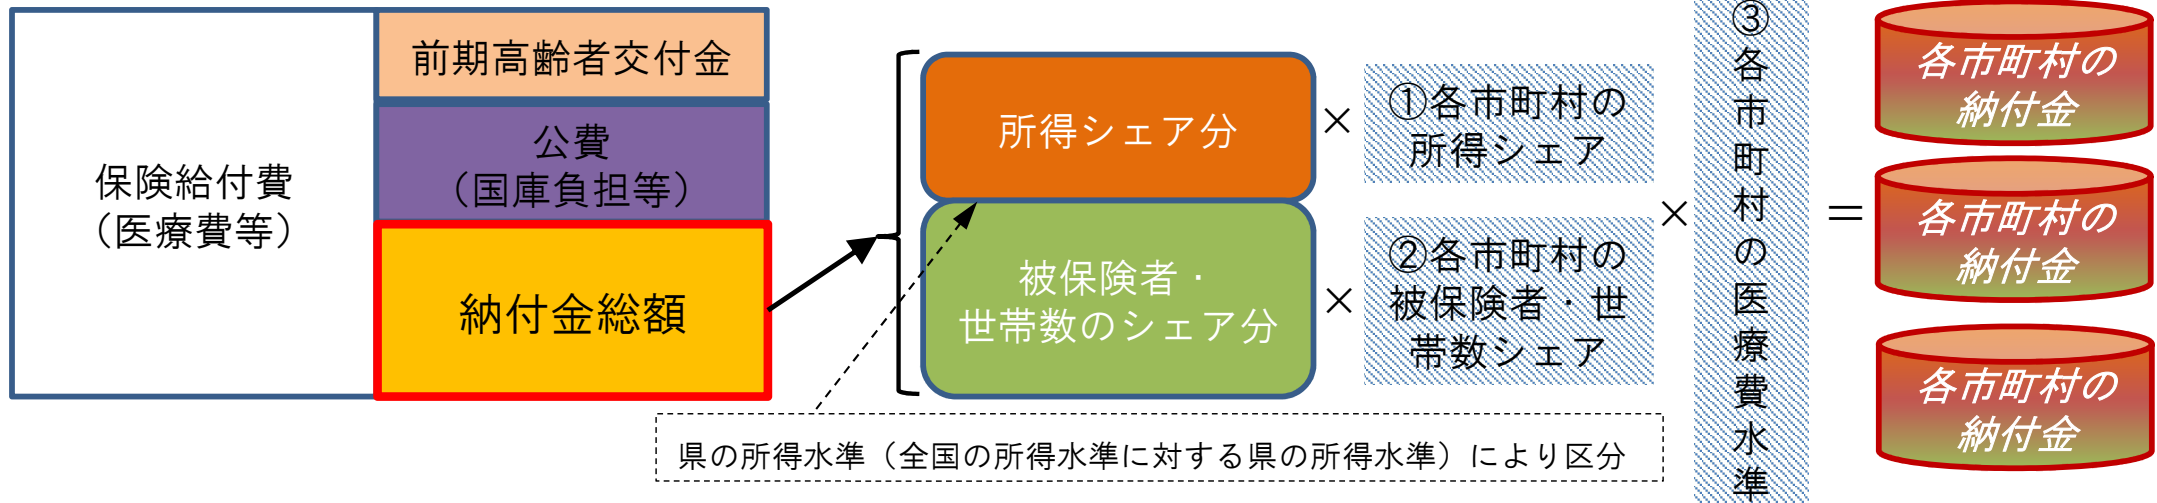 保険給付費
（医療費等）
前期高齢者交付金
公費
（国庫負担等）
納付金総額
所得シェア分
被保険者・
世帯数のシェア分
×
①各市町村の
所得シェア
×
②各市町村の
被保険者・世
帯数シェア
×
③各市町村の医療費水準
＝
各市町村の
納付金
各市町村の
納付金
各市町村の
納付金
県の所得水準（全国の所得水準に対する県の所得水準）により区分